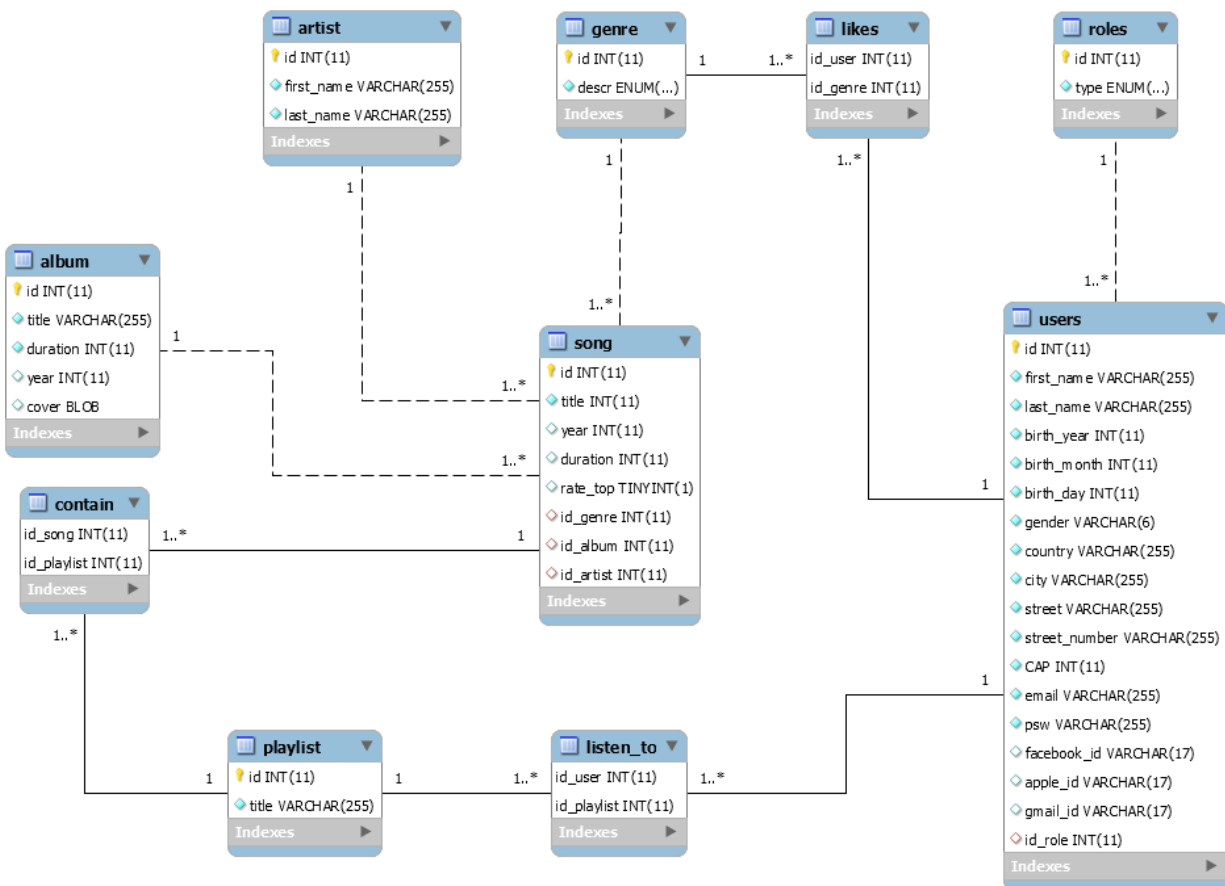 artist
id INT(11)
first_name VARCHAR(255)
last_name VARCHAR(255)
Indexes
genre
id INT(11)
descr ENUM(...)
Indexes
1
1..*
likes
id_user INT(11)
id_genre INT(11)
Indexes
roles
id INT(11)
type ENUM(...)
Indexes
1
1
1..*
1
album
id INT(11)
title VARCHAR(255)
duration INT(11)
year INT(11)
cover BLOB
Indexes
1
1..*
1..*
1..*
1..*
song
id INT(11)
title INT(11)
year INT(11)
duration INT(11)
rate_top TINYINT(1)
id_genre INT(11)
id_album INT(11)
id_artist INT(11)
Indexes
users
id INT(11)
first_name VARCHAR(255)
last_name VARCHAR(255)
birth_year INT(11)
birth_month INT(11)
birth_day INT(11)
gender VARCHAR(6)
country VARCHAR(255)
city VARCHAR(255)
street VARCHAR(255)
street_number VARCHAR(255)
CAP INT(11)
email VARCHAR(255)
psw VARCHAR(255)
facebook_id VARCHAR(17)
apple_id VARCHAR(17)
gmail_id VARCHAR(17)
id_role INT(11)
Indexes
1
contain
id_song INT(11)
id_playlist INT(11)
Indexes
1..*
1
1..*
1
playlist
id INT(11)
title VARCHAR(255)
Indexes
1
1
1..*
listen_to
id_user INT(11)
id_playlist INT(11)
Indexes
1..*